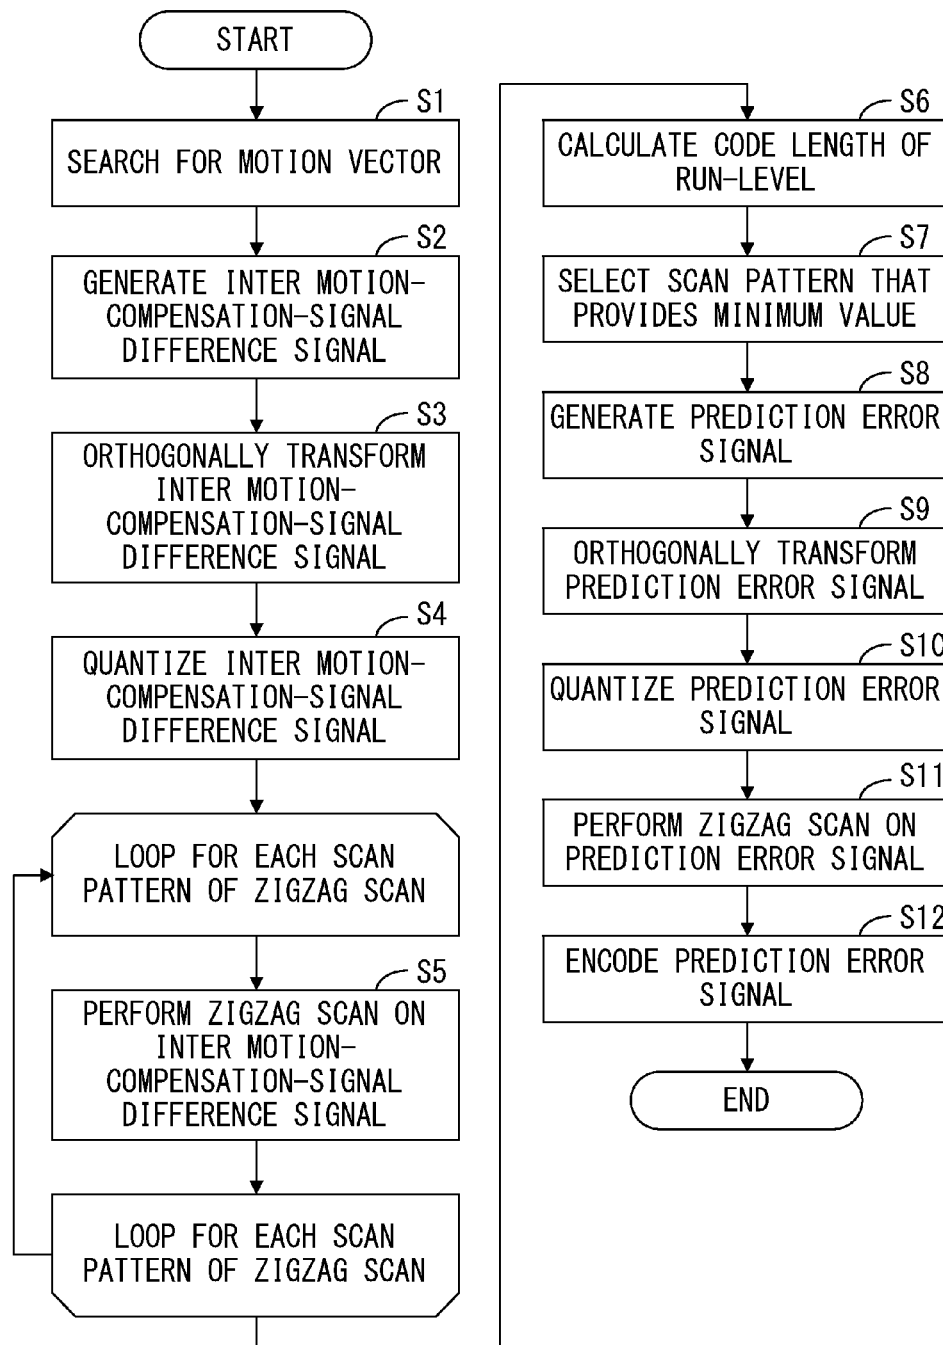 START
S1
SEARCH FOR MOTION VECTOR
S2
GENERATE INTER MOTION-
COMPENSATION-SIGNAL
DIFFERENCE SIGNAL
S3
ORTHOGONALLY TRANSFORM
INTER MOTION-
COMPENSATION-SIGNAL
DIFFERENCE SIGNAL
S4
QUANTIZE INTER MOTION-
COMPENSATION-SIGNAL
DIFFERENCE SIGNAL
LOOP FOR EACH SCAN
PATTERN OF ZIGZAG SCAN
S5
PERFORM ZIGZAG SCAN ON
INTER MOTION-
COMPENSATION-SIGNAL
DIFFERENCE SIGNAL
LOOP FOR EACH SCAN
PATTERN OF ZIGZAG SCAN
S6
CALCULATE CODE LENGTH OF
RUN-LEVEL
S7
SELECT SCAN PATTERN THAT
PROVIDES MINIMUM VALUE
S8
GENERATE PREDICTION ERROR
SIGNAL
S9
ORTHOGONALLY TRANSFORM
PREDICTION ERROR SIGNAL
S10
QUANTIZE PREDICTION ERROR
SIGNAL
S11
PERFORM ZIGZAG SCAN ON
PREDICTION ERROR SIGNAL
S12
ENCODE PREDICTION ERROR
SIGNAL
END